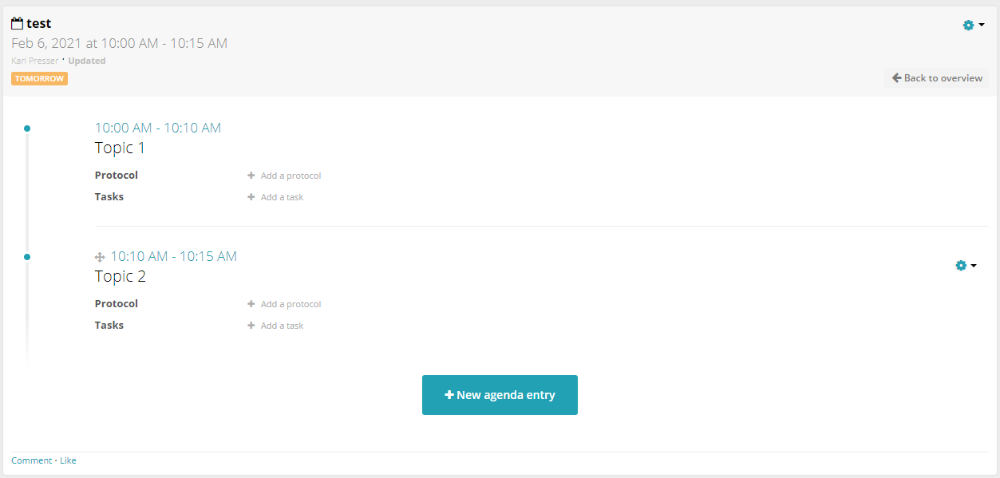 test
Feb 6, 2021 at 10:00 AM - 10:15 AM
Karl Presser · Updated
TOMORROW
Back to overview
10:00 AM - 10:10 AM
Topic 1
Protocol + Add a protocol
Tasks + Add a task
10:10 AM - 10:15 AM
Topic 2
Protocol + Add a protocol
Tasks + Add a task
+ New agenda entry
Comment · Like